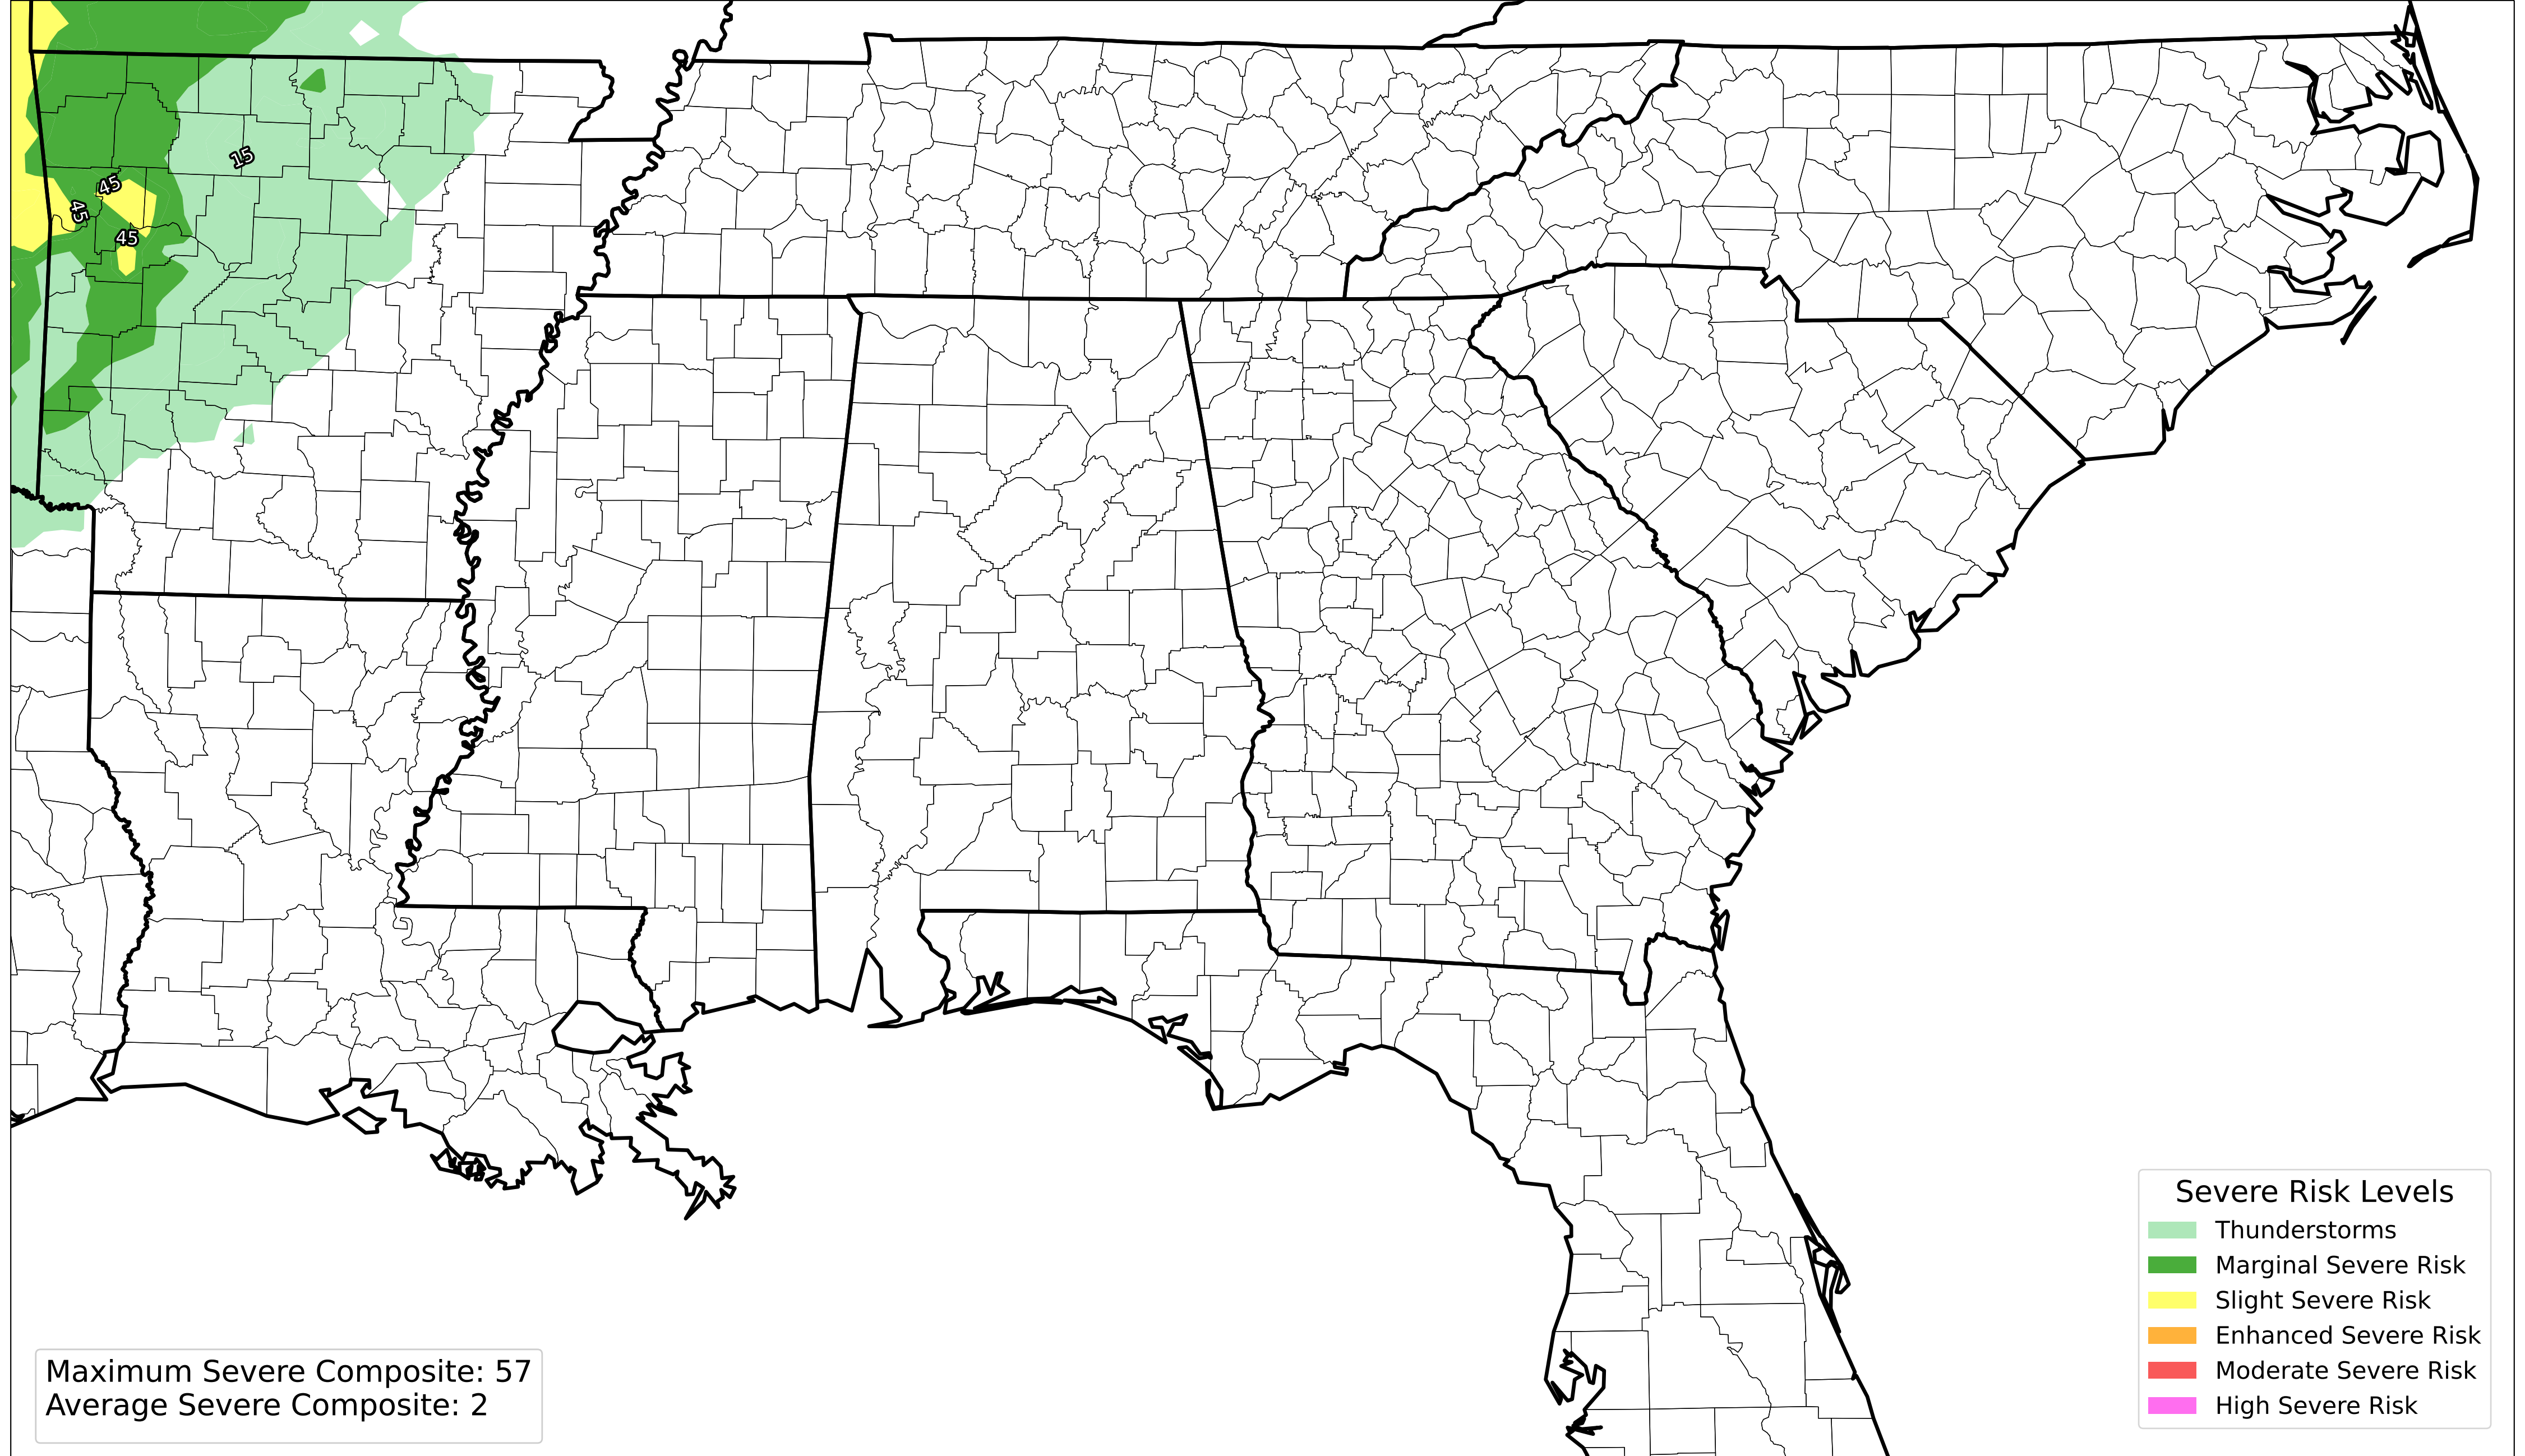 15
45
45
45
Severe Risk Levels
Thunderstorms
Marginal Severe Risk
Slight Severe Risk
Enhanced Severe Risk
Moderate Severe Risk
High Severe Risk
Maximum Severe Composite: 57
Average Severe Composite: 2